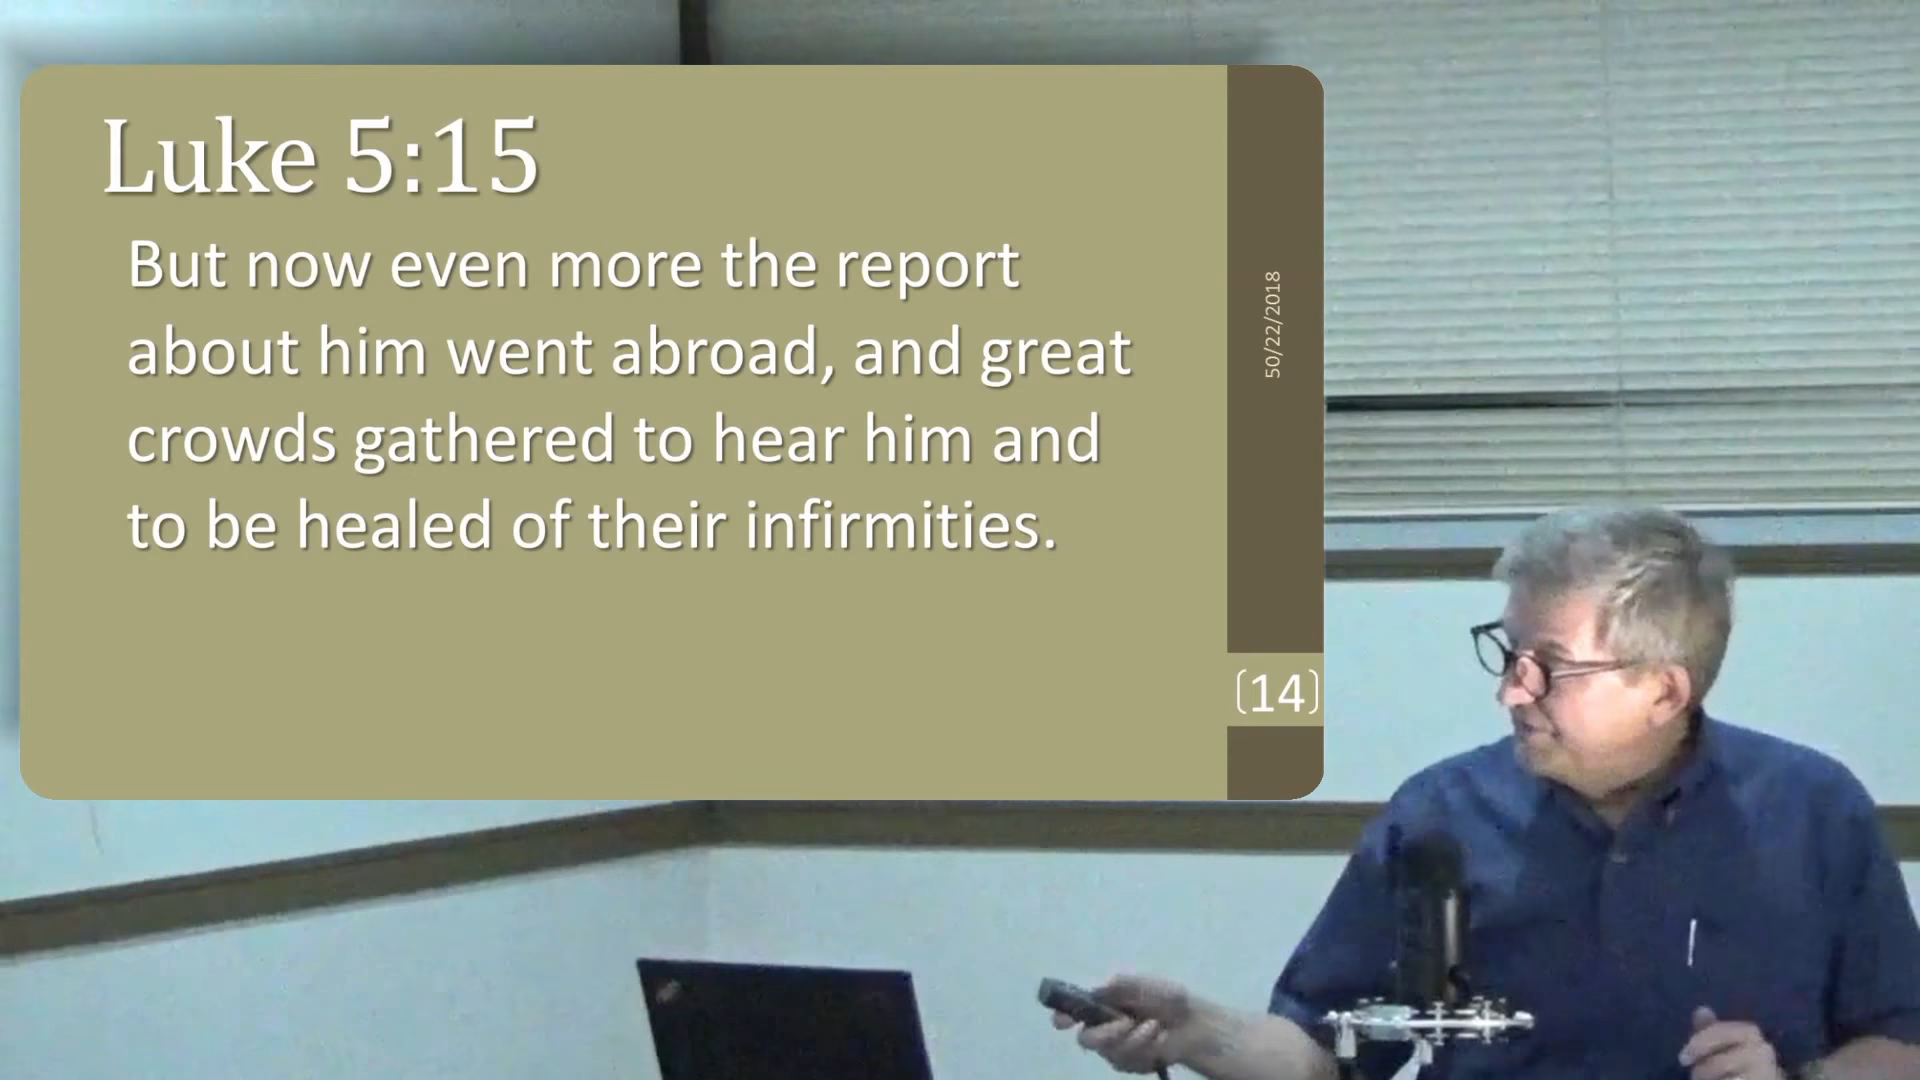 Luke 5:15
But now even more the report
about him went abroad, and great
crowds gathered to hear him and
to be healed of their infirmities.
50/22/2018
14